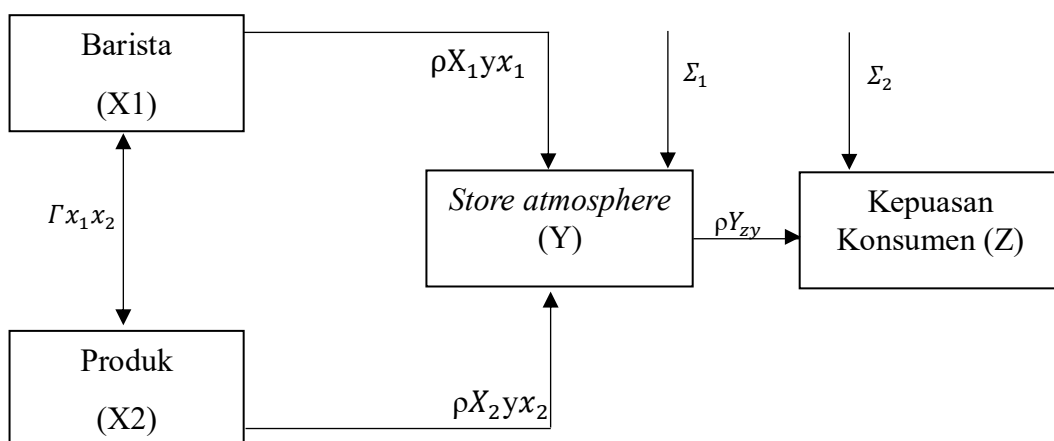 Barista
(X1)
ρX₁yx₁
Σ₁
Σ₂
Γx₁x₂
Store atmosphere
(Y)
ρY_zy
Kepuasan
Konsumen (Z)
Produk
(X2)
ρX₂yx₂